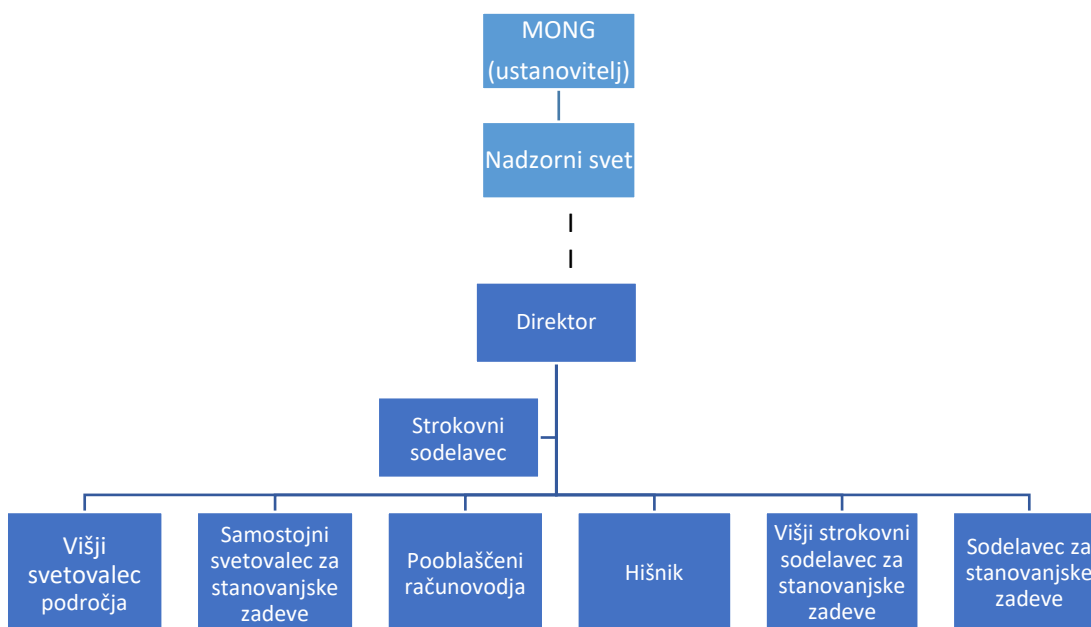 MONG
(ustanovitelj)
Nadzorni svet
Direktor
Strokovni
sodelavec
Višji
svetovalec
področja
Samostojni
svetovalec za
stanovanjske
zadeve
Pooblaščeni
računovodja
Hišnik
Višji strokovni
sodelavec za
stanovanjske
zadeve
Sodelavec za
stanovanjske
zadeve